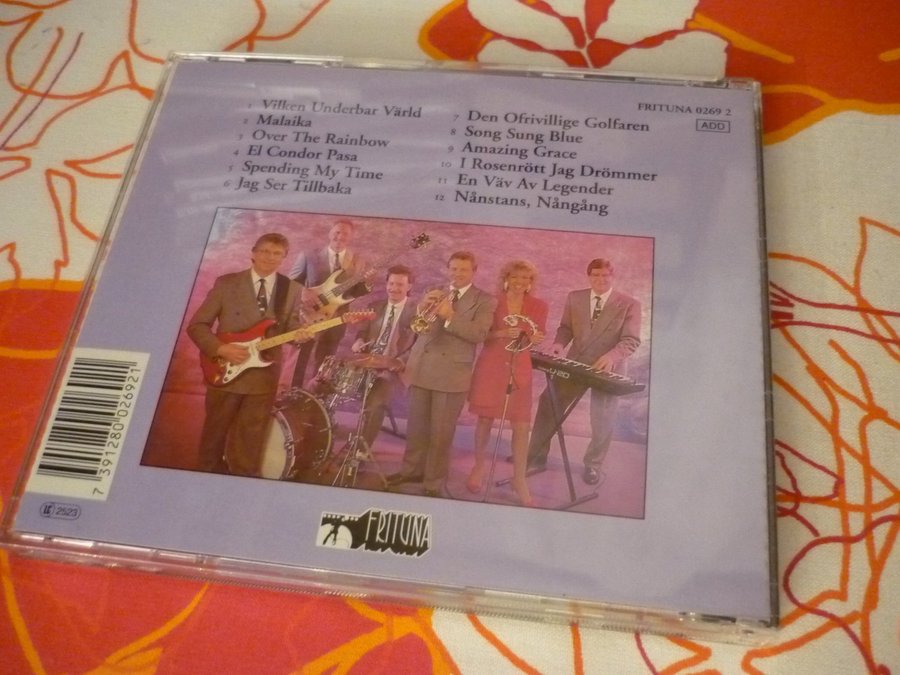 1 Vilken Underbar Värld
2 Malaika
3 Over The Rainbow
4 El Condor Pasa
5 Spending My Time
6 Jag Ser Tillbaka
7 Den Ofrivillige Golfaren
8 Song Sung Blue
9 Amazing Grace
10 I Rosenrött Jag Drömmer
11 En Väv Av Legender
12 Nånstans, Nångång
FRITUNA 0269 2
ADD
7 391280 026921
LC 2523
FRITUNA